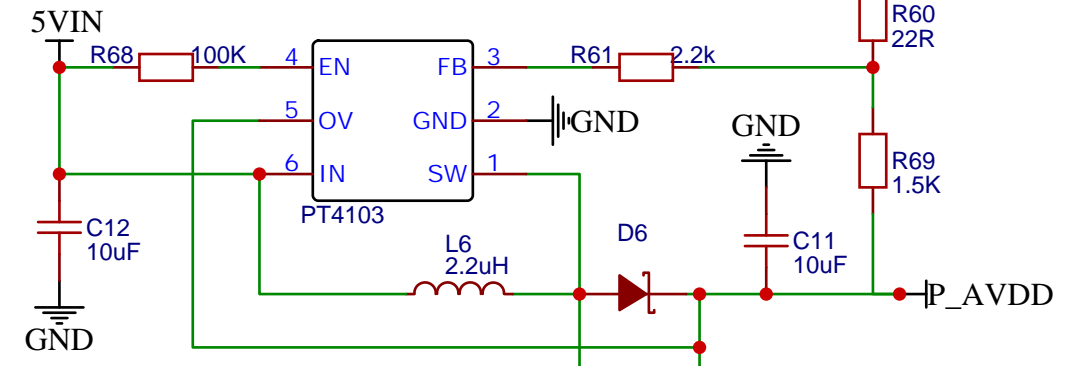 5VIN
R60
22R
R68 100K
4 EN
FB 3
R61 2.2k
5 OV
GND 2
GND
GND
6 IN
SW 1
R69
1.5K
PT4103
C12
10uF
L6
2.2uH
D6
C11
10uF
P_AVDD
GND